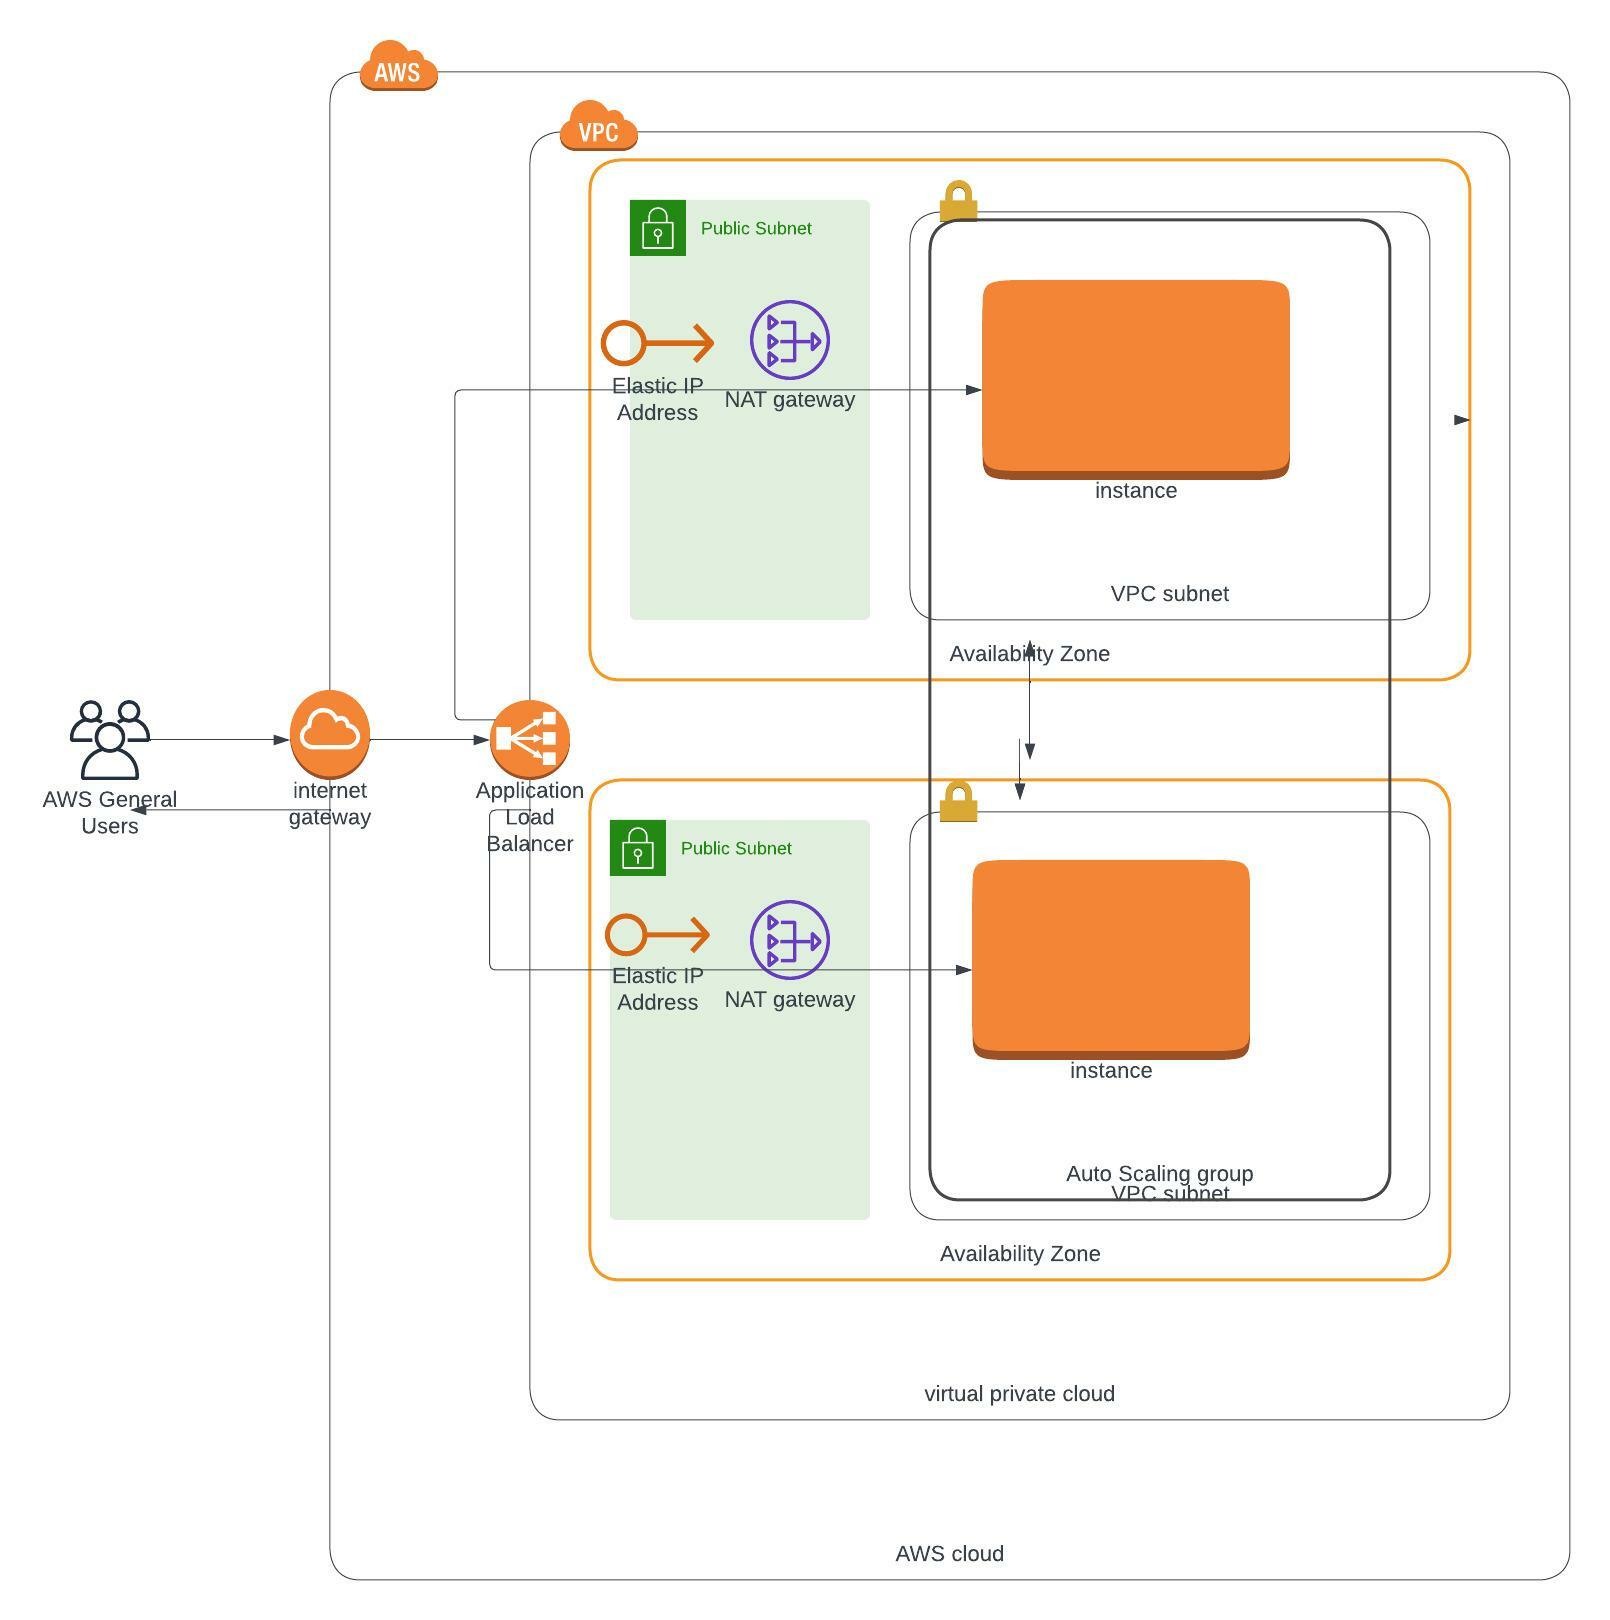 AWS
VPC
Public Subnet
Elastic IP
Address
NAT gateway
instance
VPC subnet
Availability Zone
AWS General
Users
internet
gateway
Application
Load
Balancer
Public Subnet
Elastic IP
Address
NAT gateway
instance
Auto Scaling group
VPC subnet
Availability Zone
virtual private cloud
AWS cloud